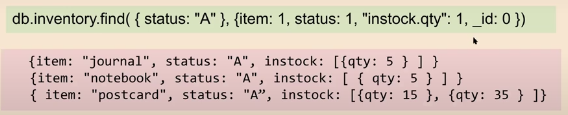 db.inventory.find( { status: "A" }, {item: 1, status: 1, "instock.qty": 1, _id: 0 })
{item: "journal", status: "A", instock: [{qty: 5 } ] }
{item: "notebook", status: "A", instock: [ { qty: 5 } ] }
{ item: "postcard", status: "A”, instock: [{qty: 15 }, {qty: 35 } ]}